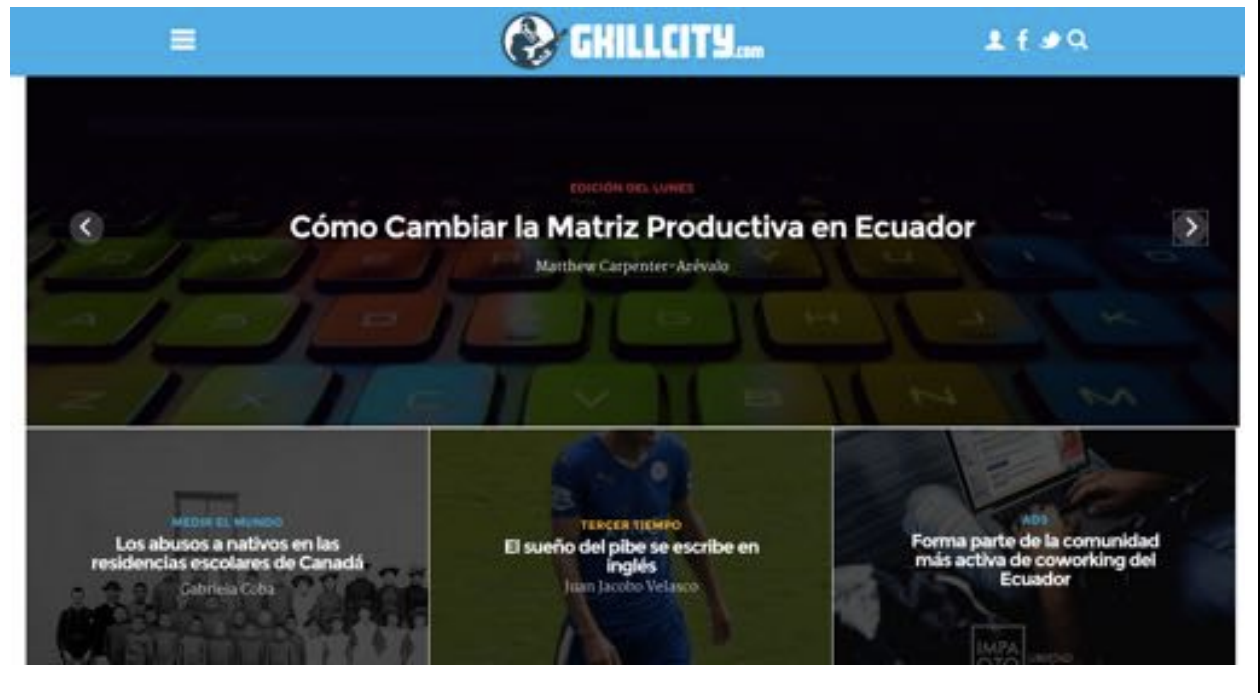 GKILLCITY.com
EDICIÓN DEL LUNES
Cómo Cambiar la Matriz Productiva en Ecuador
Matthew Carpenter-Arévalo
MEDIR EL MUNDO
Los abusos a nativos en las
residencias escolares de Canadá
Gabriela Coba
TERCER TIEMPO
El sueño del pibe se escribe en
inglés
Juan Jacobo Velasco
ADS
Forma parte de la comunidad
más activa de coworking del
Ecuador
IMPA